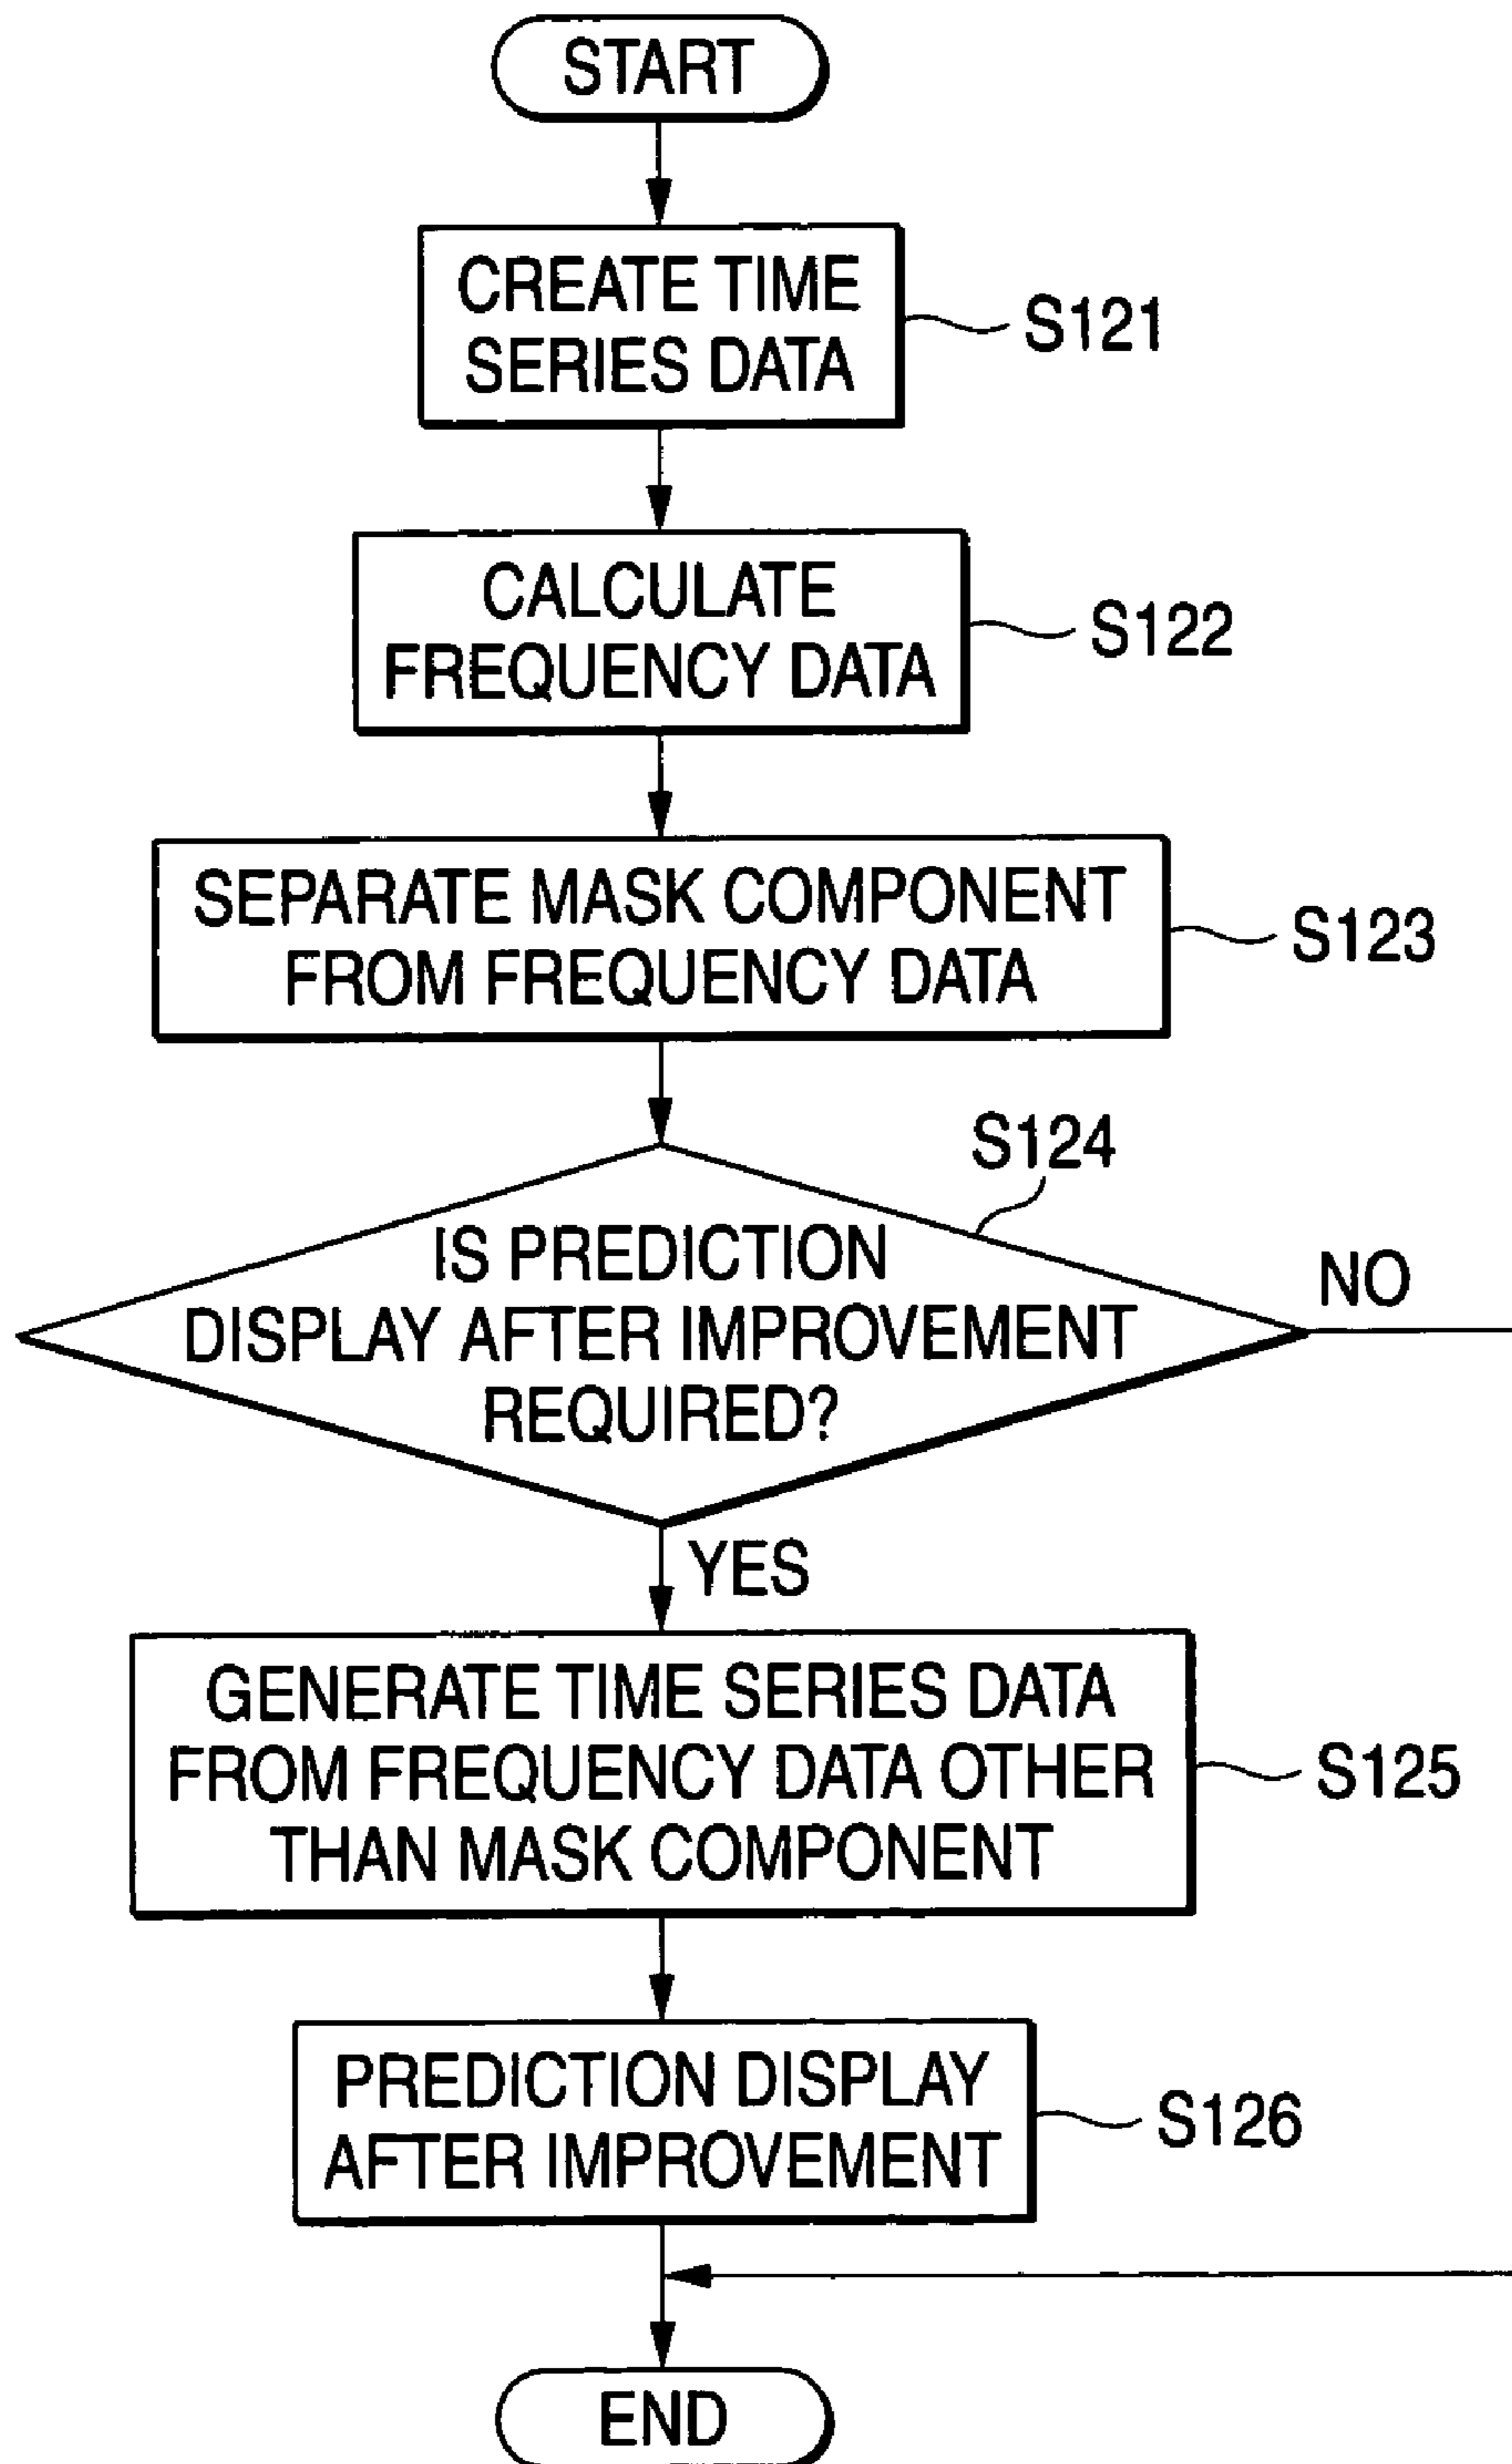 START
CREATE TIME
SERIES DATA
S121
CALCULATE
FREQUENCY DATA
S122
SEPARATE MASK COMPONENT
FROM FREQUENCY DATA
S123
S124
IS PREDICTION
DISPLAY AFTER IMPROVEMENT
REQUIRED?
NO
YES
GENERATE TIME SERIES DATA
FROM FREQUENCY DATA OTHER
THAN MASK COMPONENT
S125
PREDICTION DISPLAY
AFTER IMPROVEMENT
S126
END